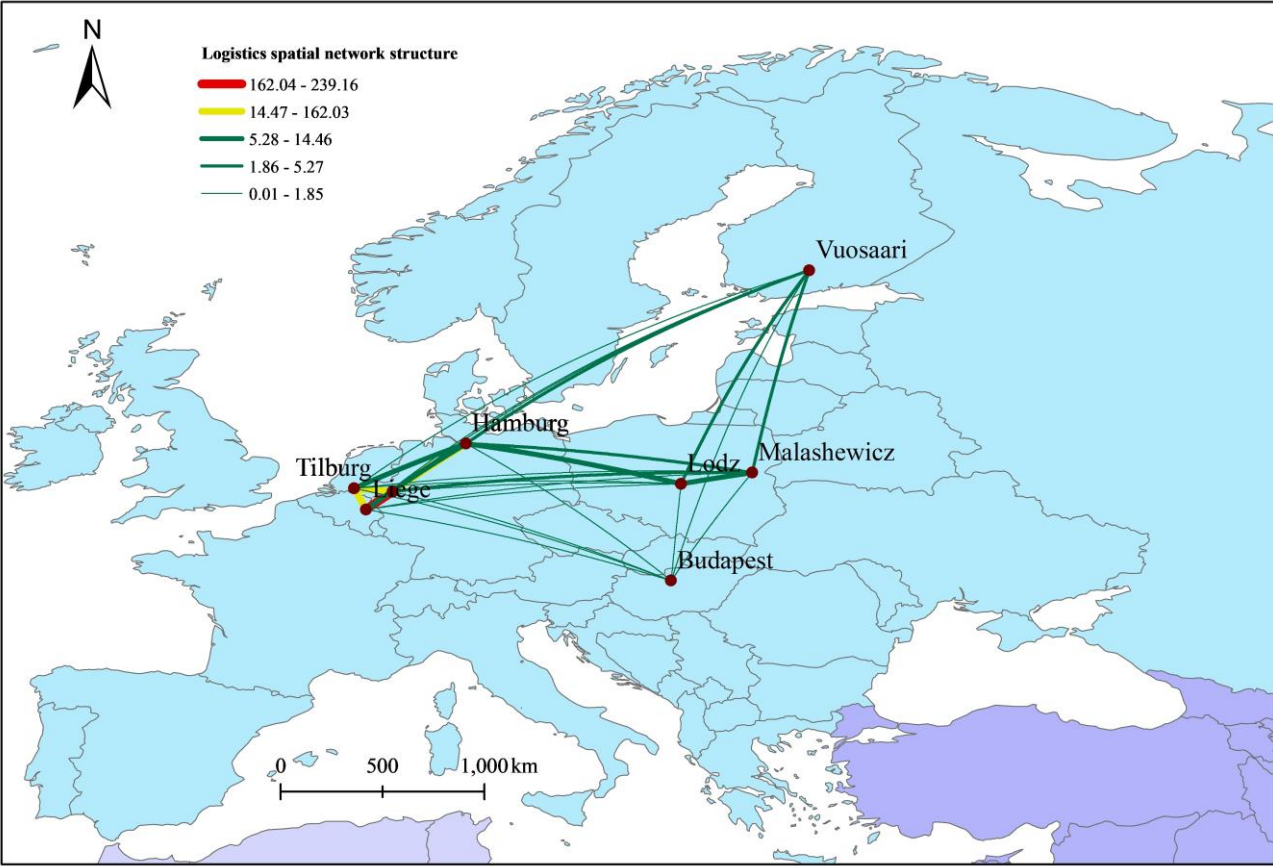 N
Logistics spatial network structure
162.04 - 239.16
14.47 - 162.03
5.28 - 14.46
1.86 - 5.27
0.01 - 1.85
Vuosaari
Hamburg
Malashewicz
Lodz
Tilburg
Liege
Budapest
0 500 1,000 km